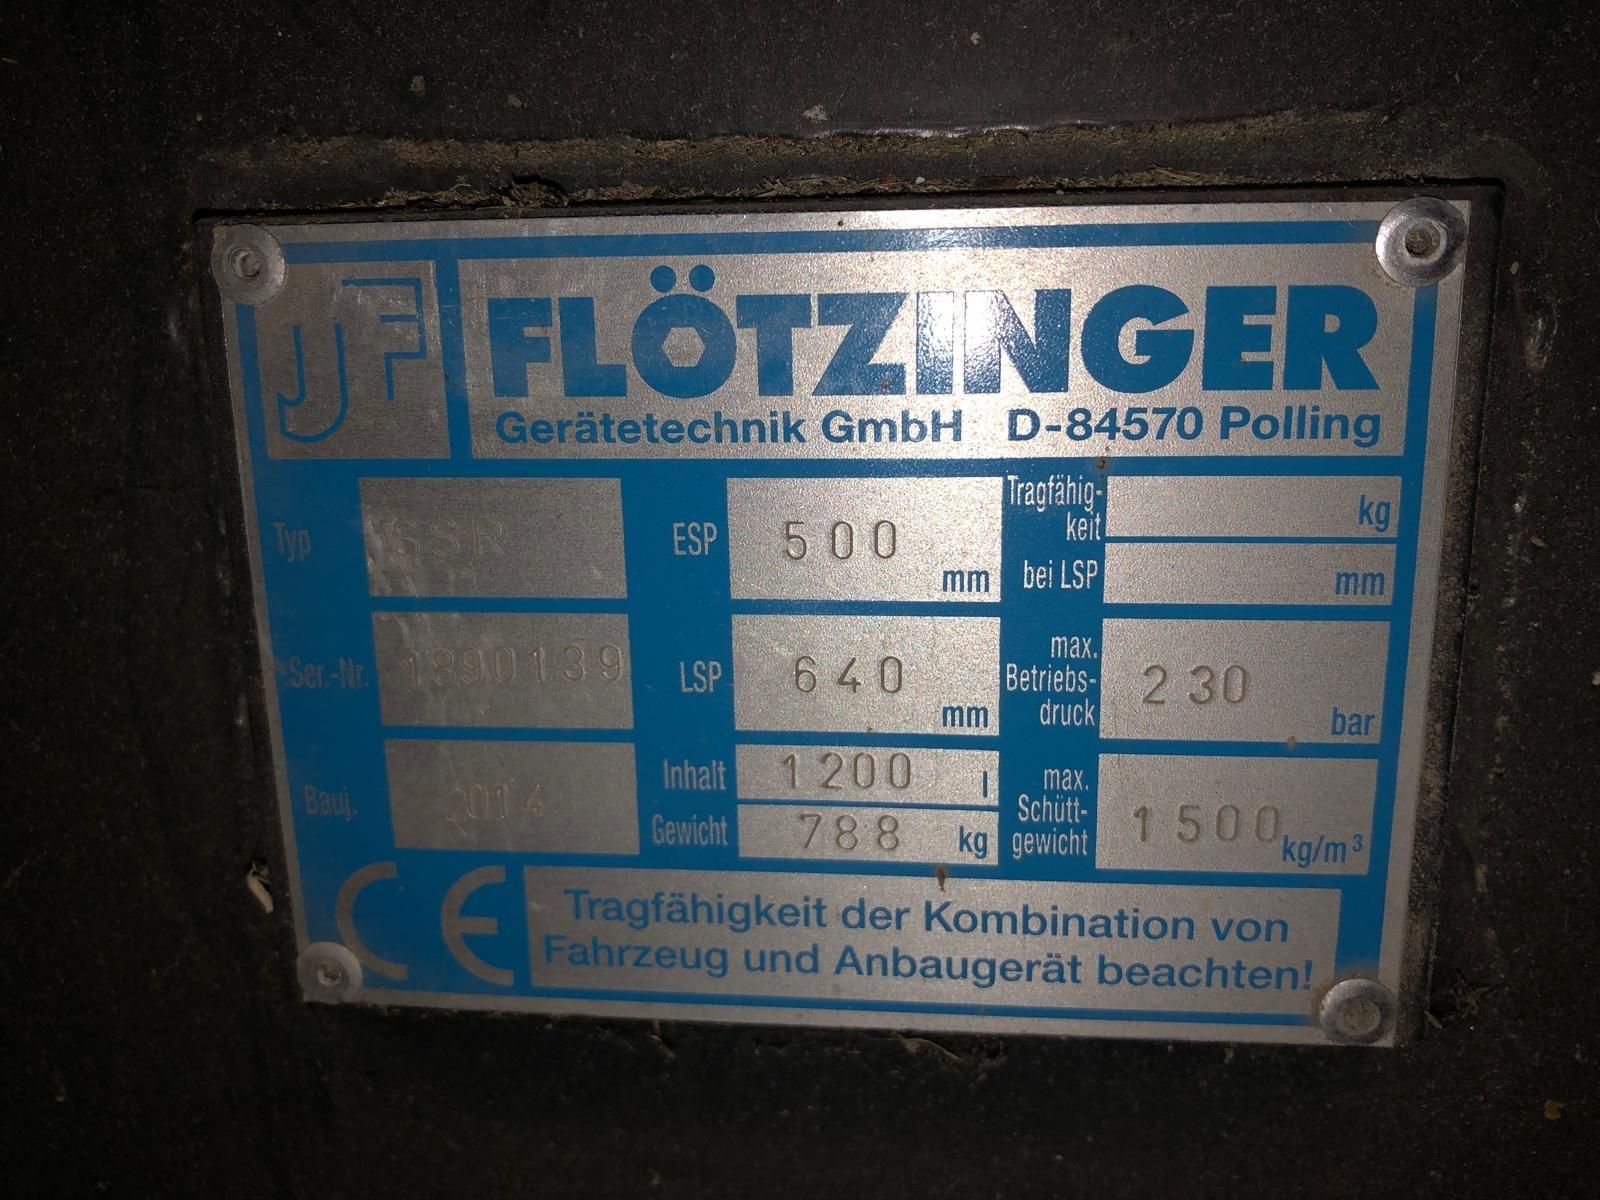 JF
FLÖTZINGER
Gerätetechnik GmbH D-84570 Polling
Typ SSR
ESP 500 mm
Tragfähig-
keit kg
bei LSP mm
Ser.-Nr. 1890139
LSP 640 mm
max.
Betriebs-
druck 230 bar
Bauj. 2014
Inhalt 1200 l
Gewicht 788 kg
max.
Schütt-
gewicht 1500 kg/m³
CE
Tragfähigkeit der Kombination von
Fahrzeug und Anbaugerät beachten!